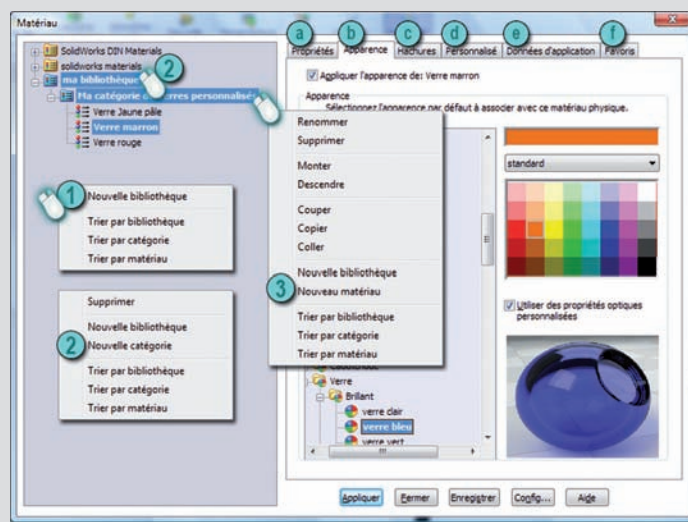 Matériau
a
b
c
d
e
f
Propriétés
Apparence
Hachures
Personnalisé
Données d'application
Favoris
SolidWorks DIN Materials
solidworks materials
ma bibliothèque
2
Ma catégorie
erres personnalisés
Verre Jaune pâle
Verre marron
Verre rouge
1
Nouvelle bibliothèque
Trier par bibliothèque
Trier par catégorie
Trier par matériau
Supprimer
Nouvelle bibliothèque
2
Nouvelle catégorie
Trier par bibliothèque
Trier par catégorie
Trier par matériau
Renommer
Supprimer
Monter
Descendre
Couper
Copier
Coller
Nouvelle bibliothèque
3
Nouveau matériau
Trier par bibliothèque
Trier par catégorie
Trier par matériau
Appliquer l'apparence de: Verre marron
Apparence
Sélectionnez l'apparence par défaut à associer avec ce matériau physique.
standard
Utiliser des propriétés optiques
personnalisées
Verre
Brillant
verre clair
verre bleu
verre vert
Appliquer
Fermer
Enregistrer
Config...
Aide